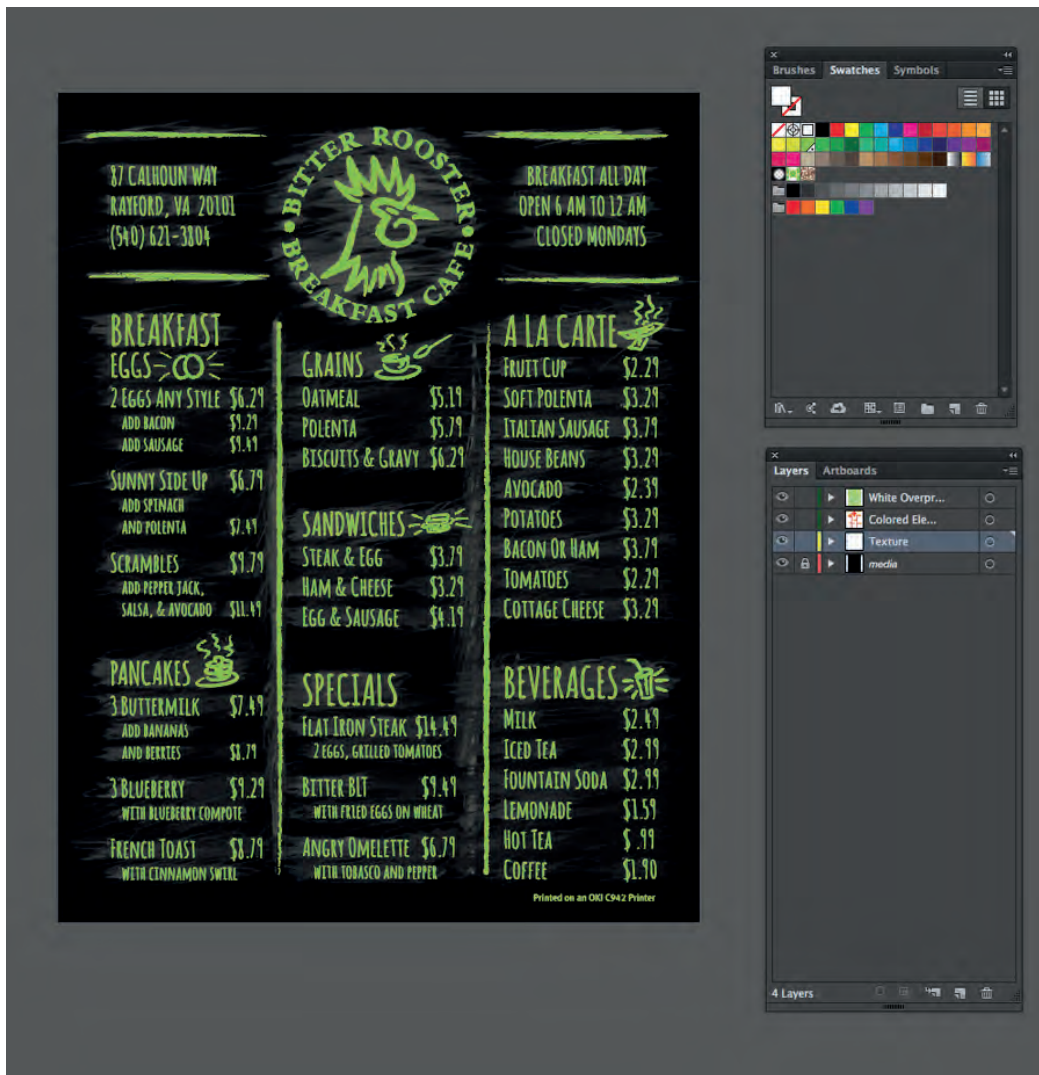 Brushes Swatches Symbols
BITTER ROOSTER
BREAKFAST CAFE
87 CALHOUN WAY
RAYFORD, VA 20101
(540) 621-3804
BREAKFAST ALL DAY
OPEN 6 AM TO 12 AM
CLOSED MONDAYS
BREAKFAST
EGGS
2 EGGS ANY STYLE $6.29
ADD BACON $9.29
ADD SAUSAGE $9.49
SUNNY SIDE UP $6.79
ADD SPINACH
AND POLENTA $7.49
SCRAMBLES $9.79
ADD PEPPER JACK,
SALSA, & AVOCADO $11.49
PANCAKES
3 BUTTERMILK $7.49
ADD BANANAS
AND BERRIES $8.79
3 BLUEBERRY $9.29
WITH BLUEBERRY COMPOTE
FRENCH TOAST $8.79
WITH CINNAMON SWIRL
GRAINS
OATMEAL $5.19
POLENTA $5.79
BISCUITS & GRAVY $6.29
SANDWICHES
STEAK & EGG $3.79
HAM & CHEESE $3.29
EGG & SAUSAGE $4.19
SPECIALS
FLAT IRON STEAK $14.49
2 EGGS, GRILLED TOMATOES
BITTER BLT $9.49
WITH FRIED EGGS ON WHEAT
ANGRY OMELETTE $6.79
WITH TOBASCO AND PEPPER
A LA CARTE
FRUIT CUP $2.29
SOFT POLENTA $3.29
ITALIAN SAUSAGE $3.79
HOUSE BEANS $3.29
AVOCADO $2.39
POTATOES $3.29
BACON OR HAM $3.79
TOMATOES $2.29
COTTAGE CHEESE $3.29
BEVERAGES
MILK $2.49
ICED TEA $2.99
FOUNTAIN SODA $2.99
LEMONADE $1.59
HOT TEA $ .99
COFFEE $1.90
Printed on an OKI C942 Printer
Layers Artboards
White Overpr...
Colored Ele...
Texture
media
4 Layers